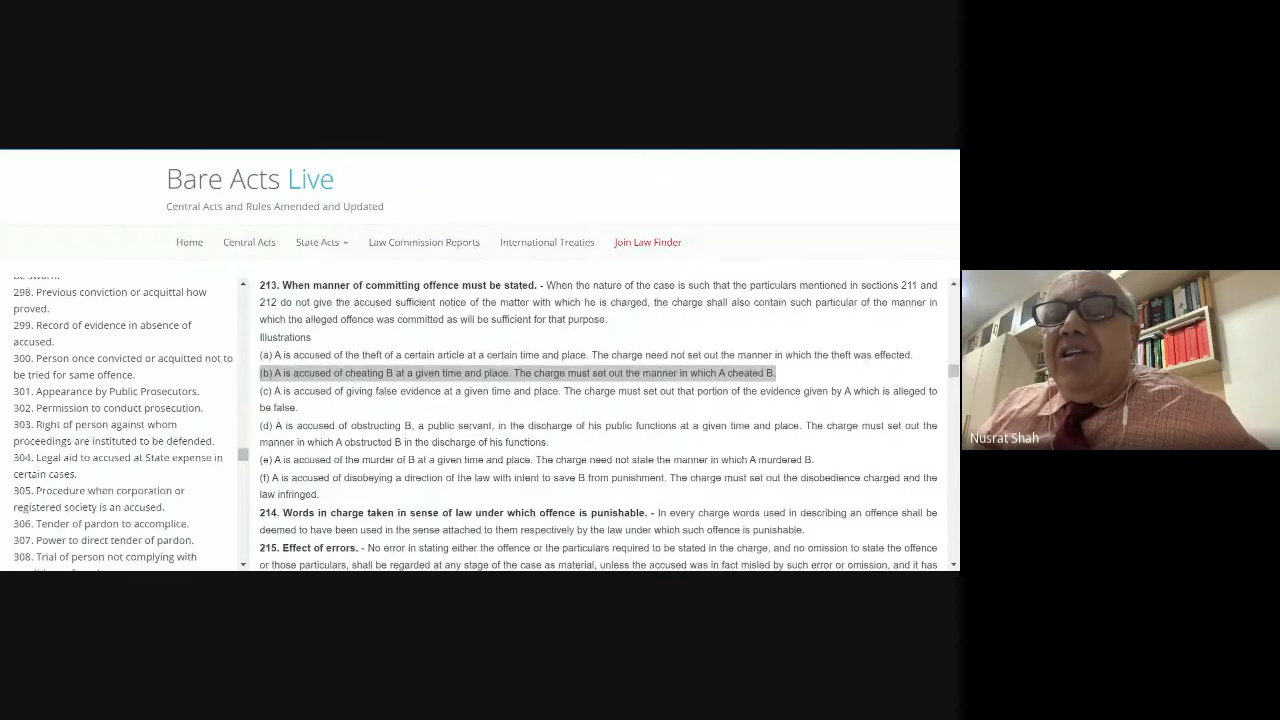 Bare Acts Live
Central Acts and Rules Amended and Updated
Home Central Acts State Acts Law Commission Reports International Treaties Join Law Finder
298. Previous conviction or acquittal how
proved.
299. Record of evidence in absence of
accused.
300. Person once convicted or acquitted not to
be tried for same offence.
301. Appearance by Public Prosecutors.
302. Permission to conduct prosecution.
303. Right of person against whom
proceedings are instituted to be defended.
304. Legal aid to accused at State expense in
certain cases.
305. Procedure when corporation or
registered society is an accused.
306. Tender of pardon to accomplice.
307. Power to direct tender of pardon.
308. Trial of person not complying with
213. When manner of committing offence must be stated. - When the nature of the case is such that the particulars mentioned in sections 211 and
212 do not give the accused sufficient notice of the matter with which he is charged, the charge shall also contain such particular of the manner in
which the alleged offence was committed as will be sufficient for that purpose.
Illustrations
(a) A is accused of the theft of a certain article at a certain time and place. The charge need not set out the manner in which the theft was effected.
(b) A is accused of cheating B at a given time and place. The charge must set out the manner in which A cheated B.
(c) A is accused of giving false evidence at a given time and place. The charge must set out that portion of the evidence given by A which is alleged to
be false.
(d) A is accused of obstructing B, a public servant, in the discharge of his public functions at a given time and place. The charge must set out the
manner in which A obstructed B in the discharge of his functions.
(e) A is accused of the murder of B at a given time and place. The charge need not state the manner in which A murdered B.
(f) A is accused of disobeying a direction of the law with intent to save B from punishment. The charge must set out the disobedience charged and the
law infringed.
214. Words in charge taken in sense of law under which offence is punishable. - In every charge words used in describing an offence shall be
deemed to have been used in the sense attached to them respectively by the law under which such offence is punishable.
215. Effect of errors. - No error in stating either the offence or the particulars required to be stated in the charge, and no omission to state the offence
or those particulars, shall be regarded at any stage of the case as material, unless the accused was in fact misled by such error or omission, and it has
Nusrat Shah